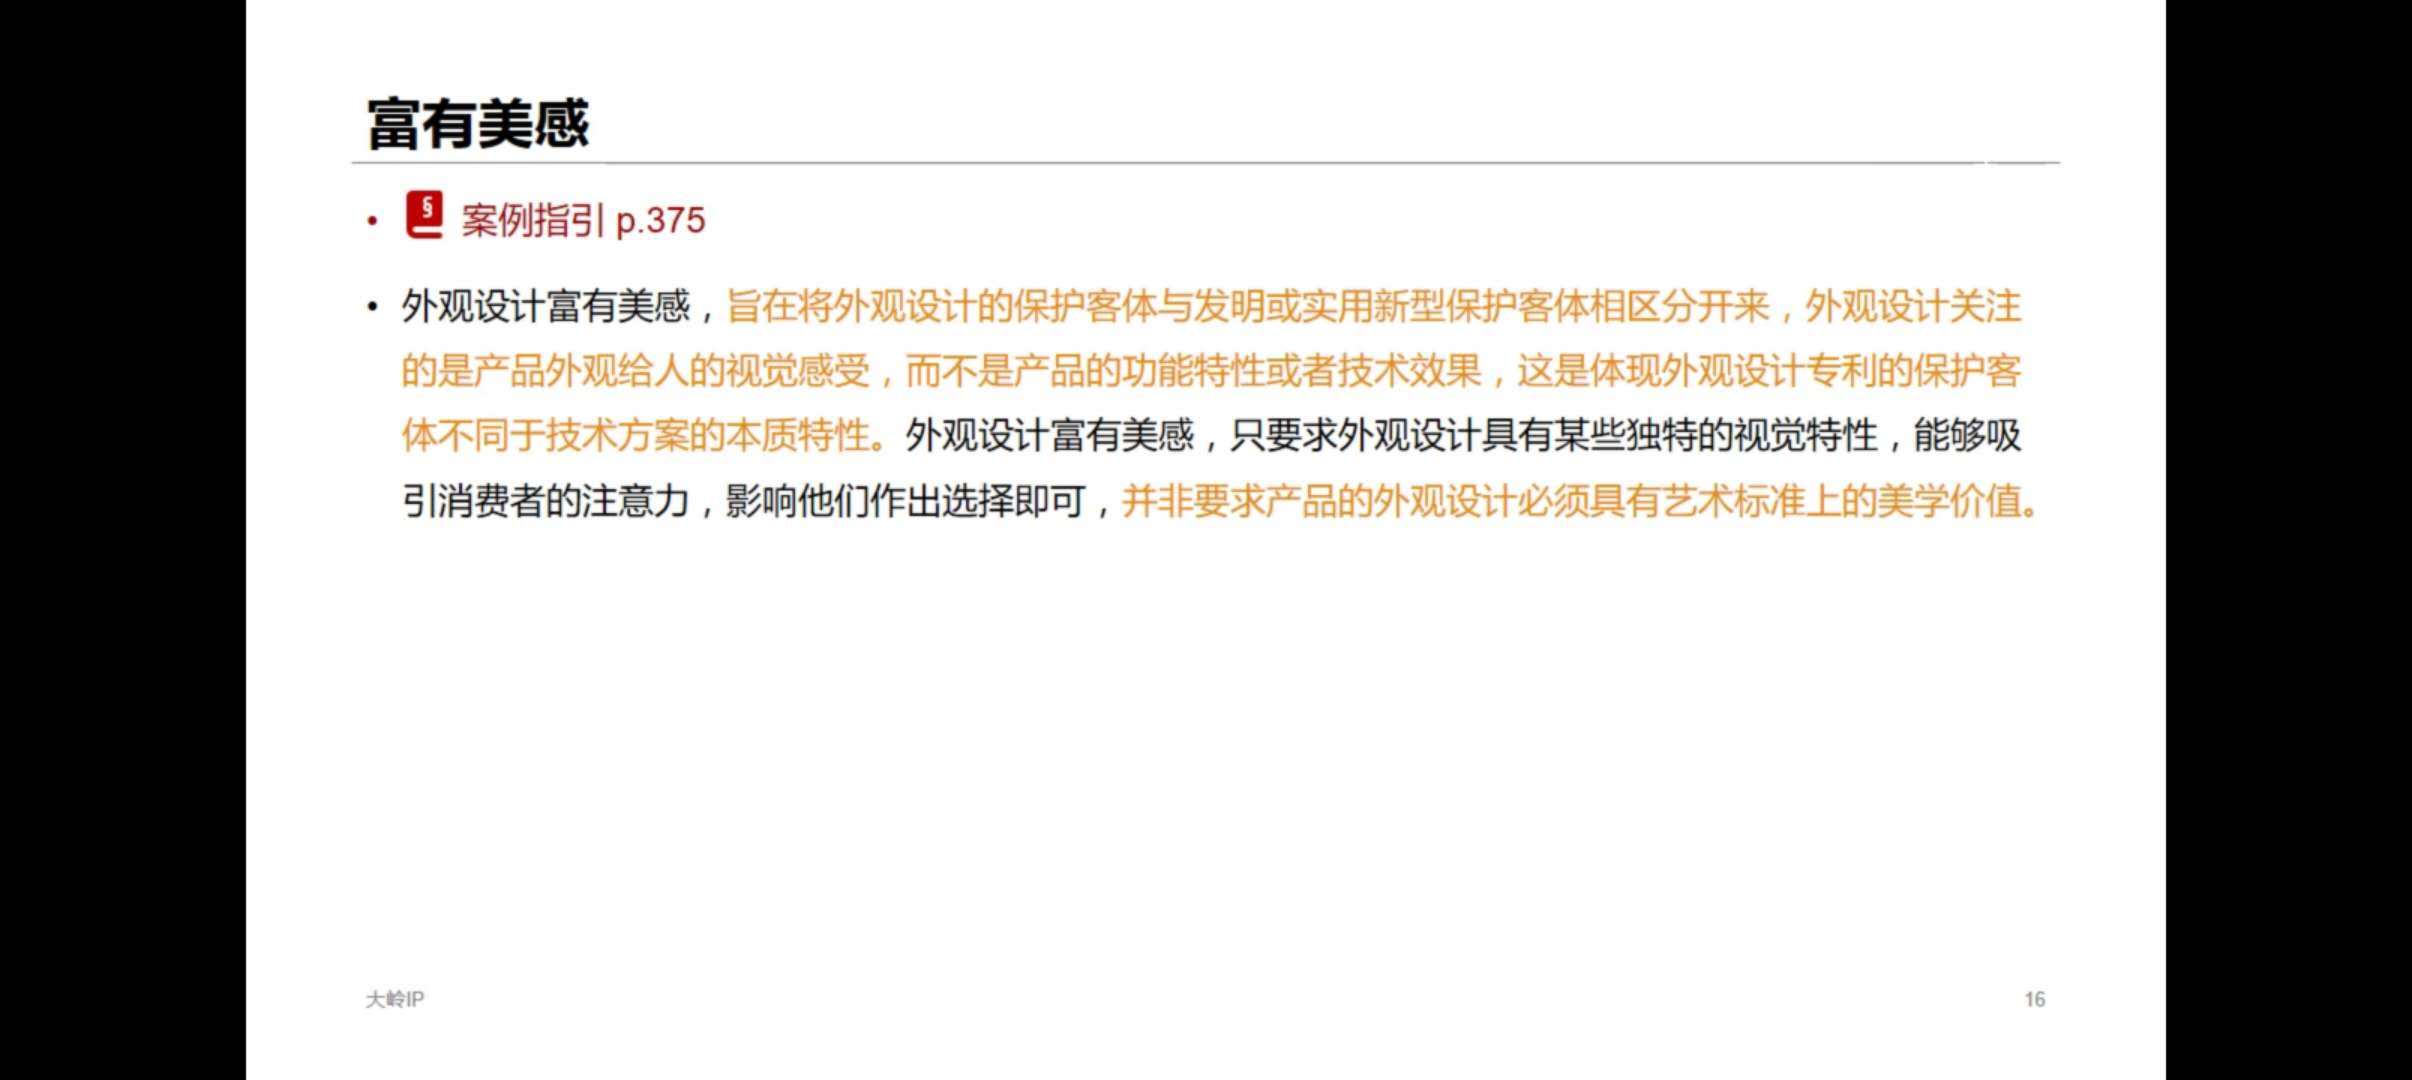 富有美感
• § 案例指引 p.375
• 外观设计富有美感，旨在将外观设计的保护客体与发明或实用新型保护客体相区分开来，外观设计关注
的是产品外观给人的视觉感受，而不是产品的功能特性或者技术效果，这是体现外观设计专利的保护客
体不同于技术方案的本质特性。外观设计富有美感，只要求外观设计具有某些独特的视觉特性，能够吸
引消费者的注意力，影响他们作出选择即可，并非要求产品的外观设计必须具有艺术标准上的美学价值。
大岭IP
16